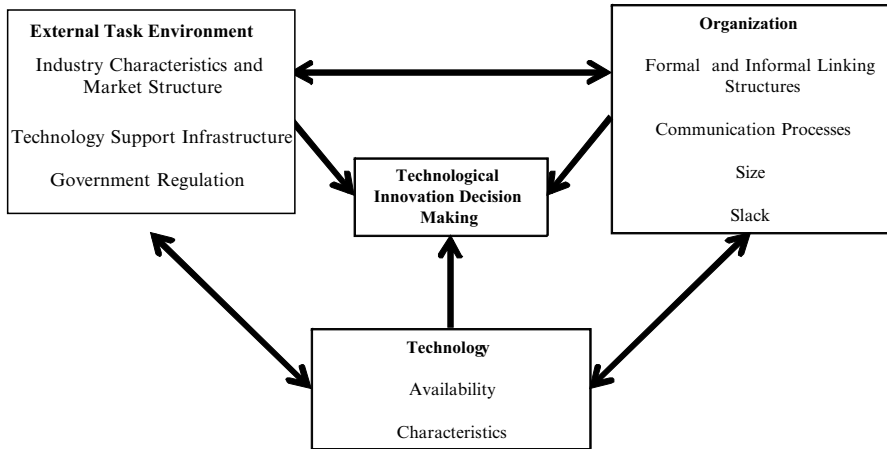 External Task Environment
Industry Characteristics and
Market Structure
Technology Support Infrastructure
Government Regulation
Organization
Formal and Informal Linking
Structures
Communication Processes
Size
Slack
Technological
Innovation Decision
Making
Technology
Availability
Characteristics